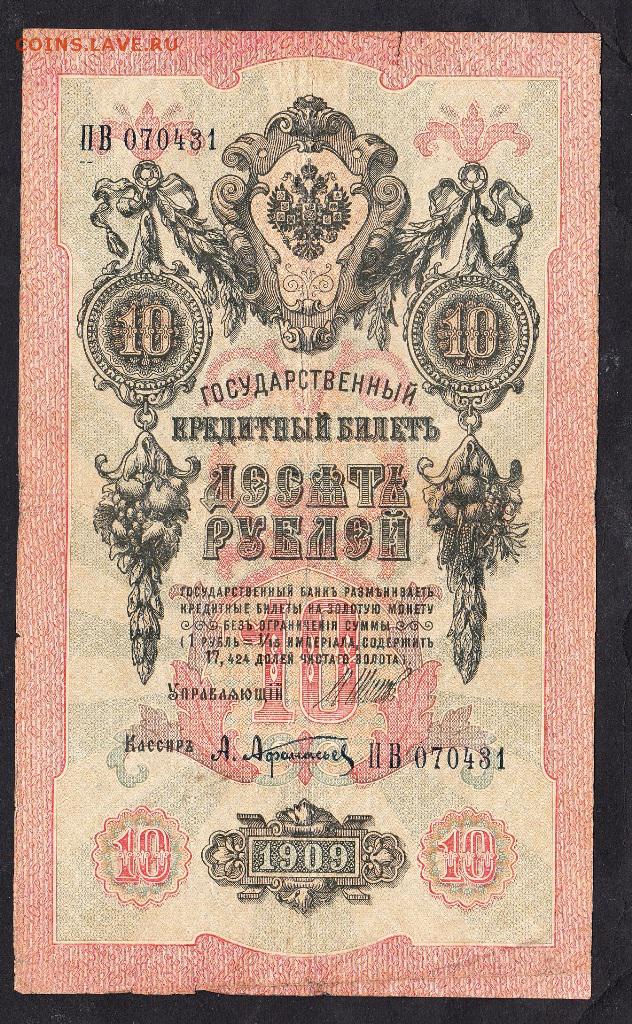 COINS.LAVE.RU
ПВ 070431
10 10
ГОСУДАРСТВЕННЫЙ
КРЕДИТНЫЙ БИЛЕТЪ
ДЕСЯТЬ
РУБЛЕЙ
ГОСУДАРСТВЕННЫЙ БАНКЪ РАЗМѢНИВАЕТЪ
КРЕДИТНЫЕ БИЛЕТЫ НА ЗОЛОТУЮ МОНЕТУ
БЕЗЪ ОГРАНИЧЕНІЯ СУММЫ
(1 РУБЛЬ = 1/15 ИМПЕРІАЛА, СОДЕРЖИТЪ
17,424 ДОЛЕЙ ЧИСТАГО ЗОЛОТА).
10
УПРАВЛЯЮЩІЙ
Кассиръ А. Афанасьев ПВ 070431
10 1909 10